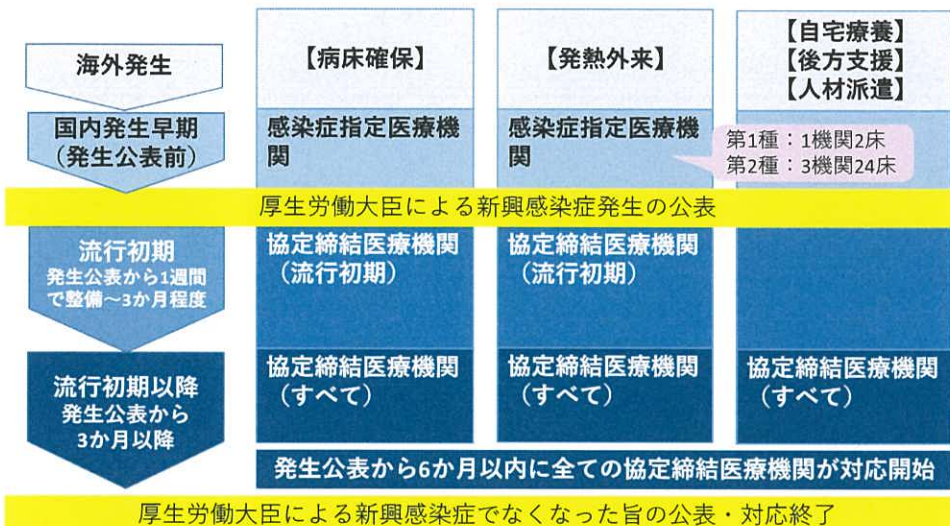 海外発生
【病床確保】
【発熱外来】
【自宅療養】
【後方支援】
【人材派遣】
国内発生早期
(発生公表前)
感染症指定医療機
関
感染症指定医療機
関
第1種：1機関2床
第2種：3機関24床
厚生労働大臣による新興感染症発生の公表
流行初期
発生公表から1週間
で整備～3か月程度
協定締結医療機関
(流行初期)
協定締結医療機関
(流行初期)
流行初期以降
発生公表から
3か月以降
協定締結医療機関
(すべて)
協定締結医療機関
(すべて)
協定締結医療機関
(すべて)
発生公表から6か月以内に全ての協定締結医療機関が対応開始
厚生労働大臣による新興感染症でなくなった旨の公表・対応終了